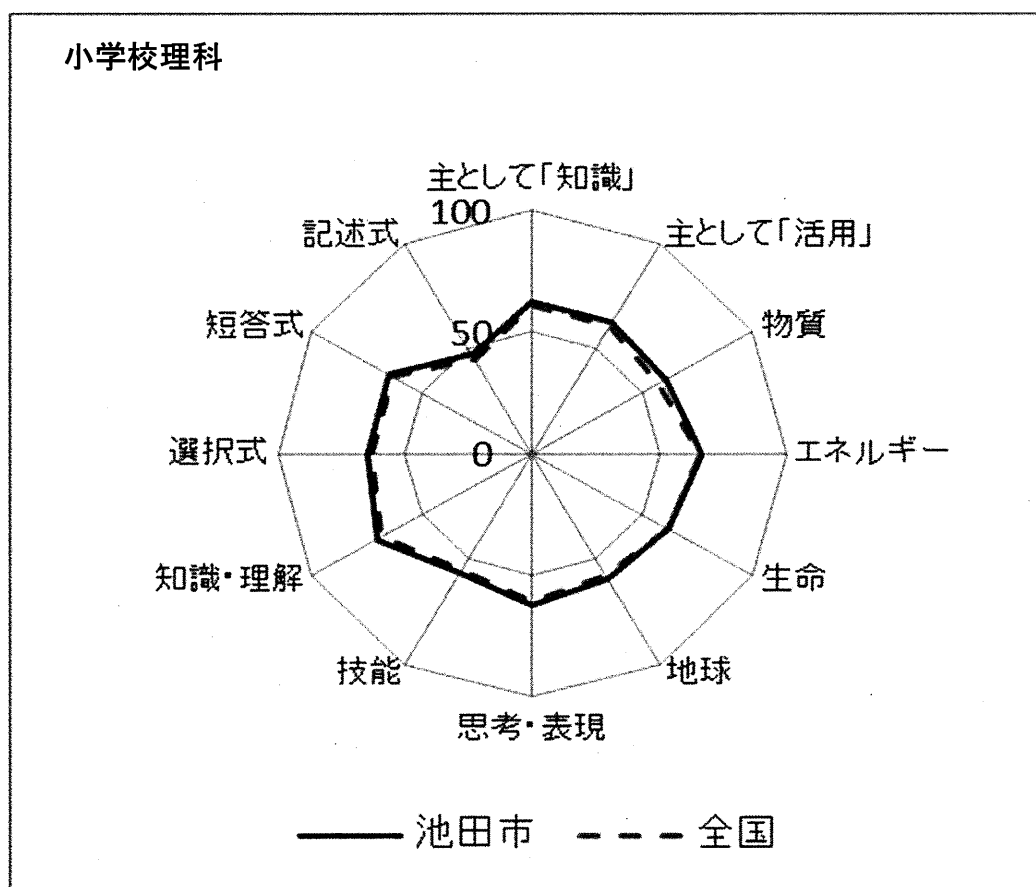 小学校理科
主として「知識」
100
記述式
主として「活用」
短答式
50
物質
選択式
0
エネルギー
知識・理解
生命
技能
地球
思考・表現
池田市
全国